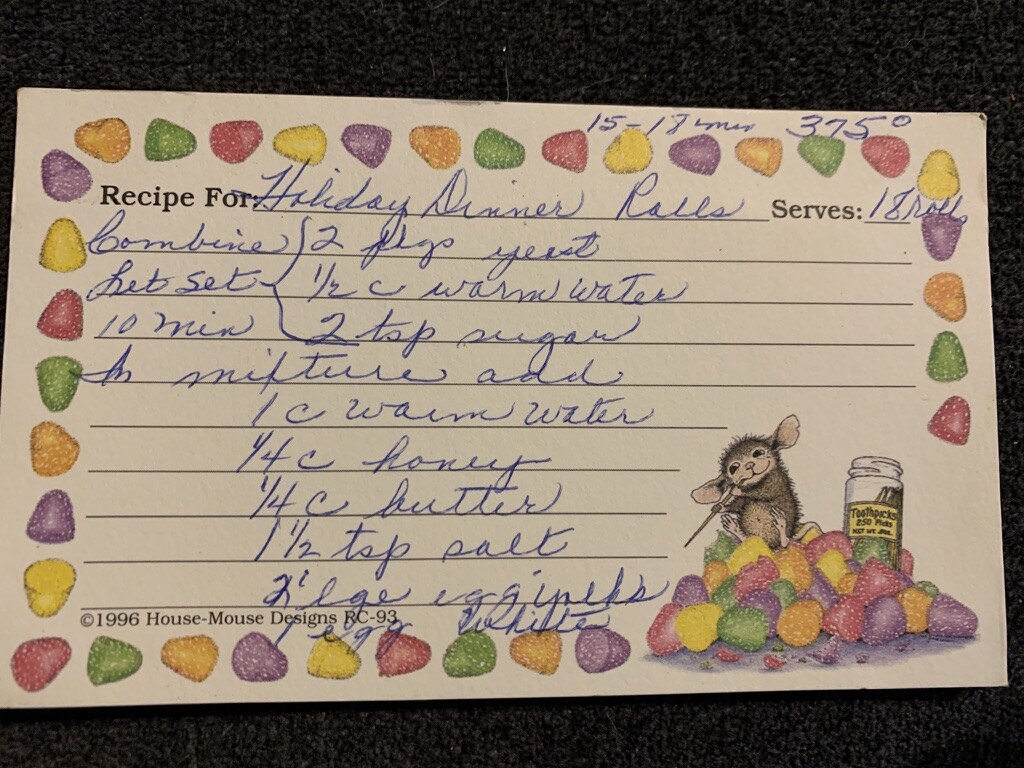 15-18 min 375°
Recipe For: Holiday Dinner Rolls Serves: 18 rolls
Combine { 2 pkgs yeast
Let set 1/2 c warm water
10 min 2 tsp sugar
In mixture add
1 c warm water
1/4 c honey
1/4 c butter
1 1/2 tsp salt
2 lge egg
1 egg white
©1996 House-Mouse Designs RC-93
Toothpicks
250 Picks